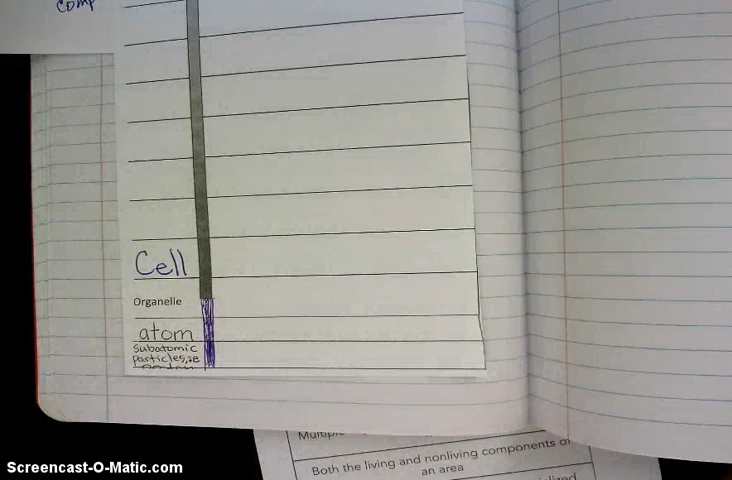 comp
Cell
Organelle
atom
Subatomic
Particles, ie
Multiple
Both the living and nonliving components of
an area
Screencast-O-Matic.com